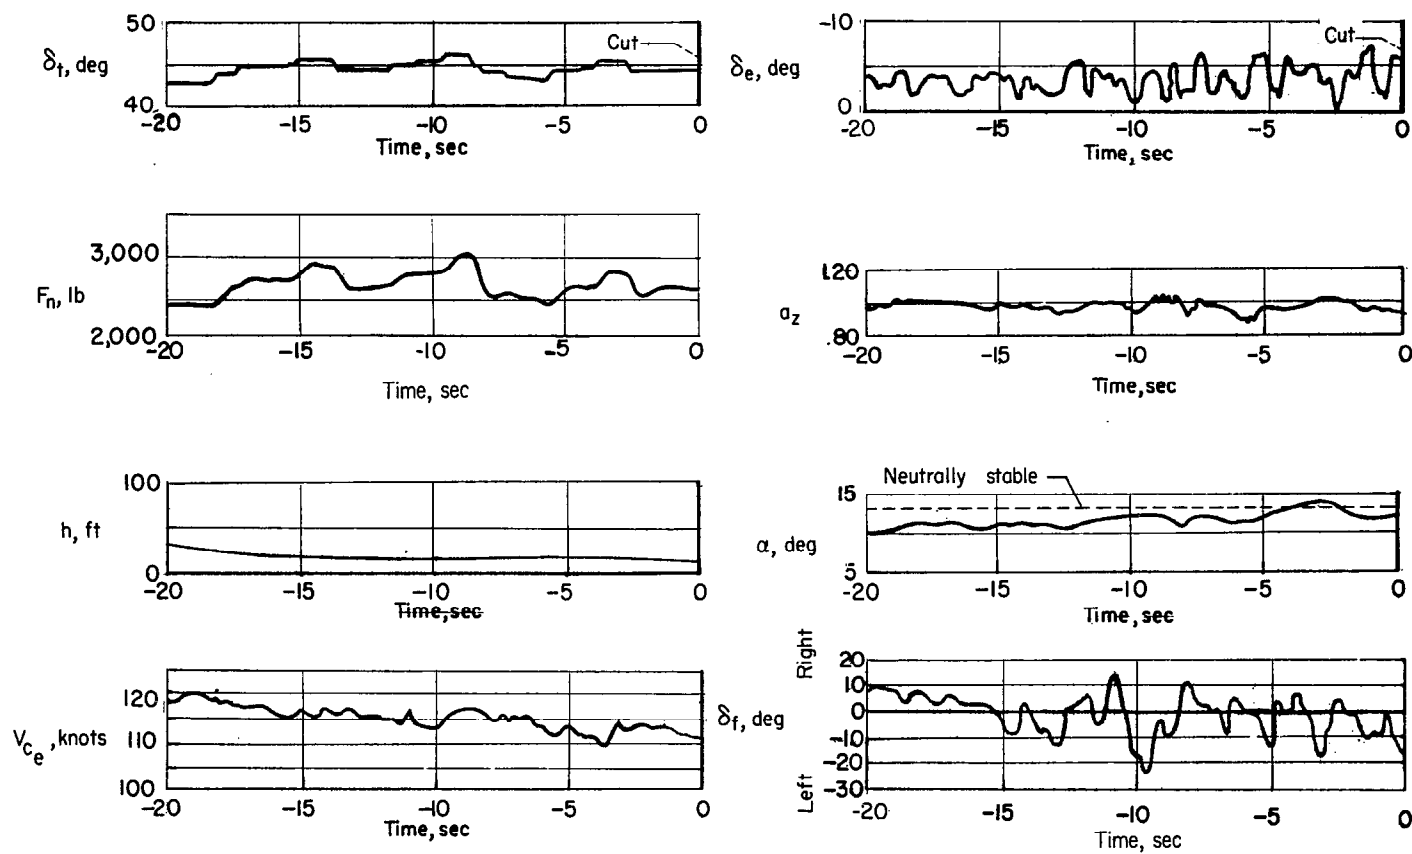 50
δt, deg
40
Cut
-20 -15 -10 -5 0
Time, sec
-10
δe, deg
0
Cut
-20 -15 -10 -5 0
Time, sec
3,000
Fn, lb
2,000
-20 -15 -10 -5 0
Time, sec
1.20
az
.80
-20 -15 -10 -5 0
Time, sec
100
h, ft
0
-20 -15 -10 -5 0
Time, sec
Neutrally stable
15
α, deg
5
-20 -15 -10 -5 0
Time, sec
120
Vce, knots
110
100
-20 -15 -10 -5 0
Time, sec
Right
20
10
δf, deg
0
-10
-20
Left
-30
-20 -15 -10 -5 0
Time, sec